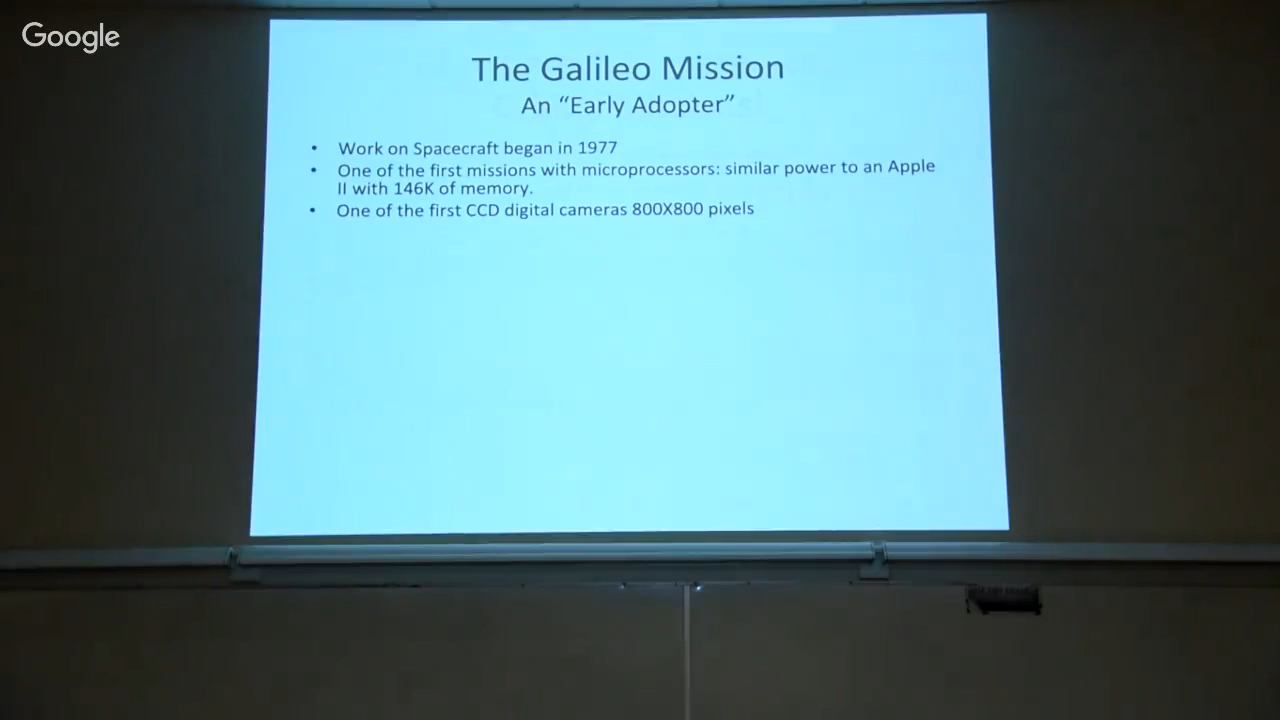 Google
The Galileo Mission
An “Early Adopter”
• Work on Spacecraft began in 1977
• One of the first missions with microprocessors: similar power to an Apple
II with 146K of memory.
• One of the first CCD digital cameras 800X800 pixels